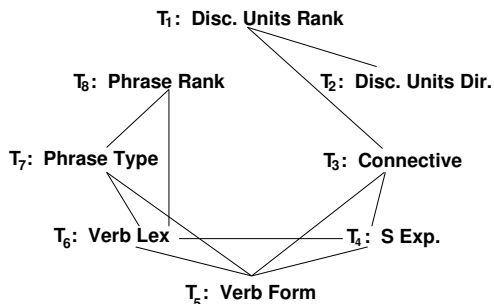 T1: Disc. Units Rank
T8: Phrase Rank
T2: Disc. Units Dir.
T7: Phrase Type
T3: Connective
T6: Verb Lex
T4: S Exp.
T5: Verb Form